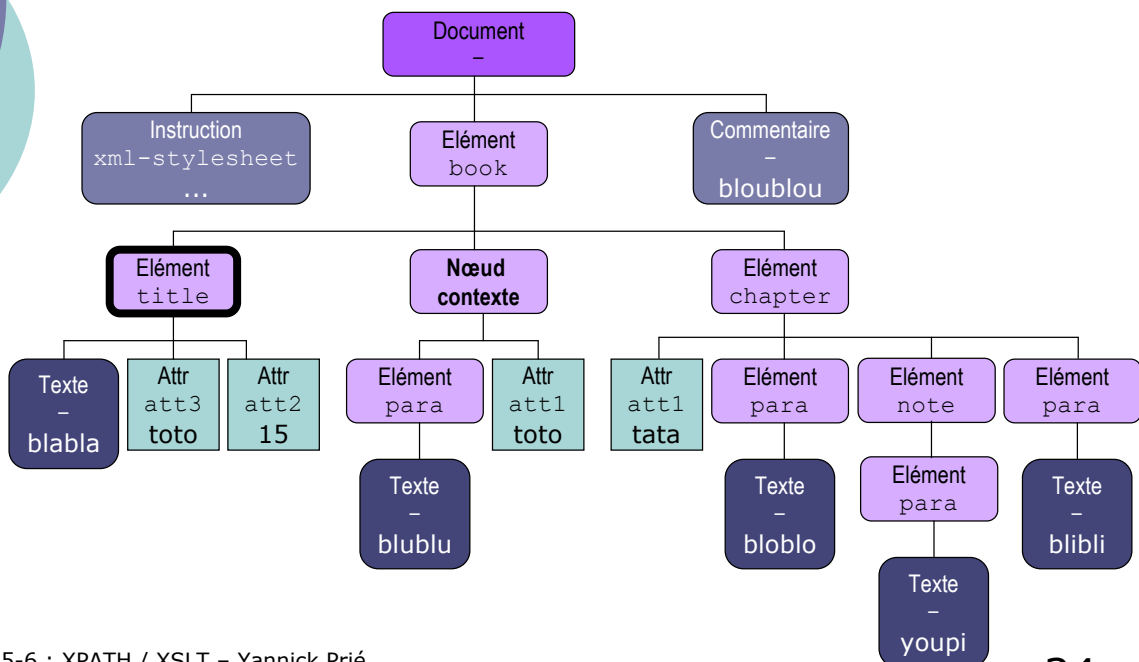 Document
–
Instruction
xml-stylesheet
...
Elément
book
Commentaire
–
bloublou
Elément
title
Nœud
contexte
Elément
chapter
Texte
–
blabla
Attr
att3
toto
Attr
att2
15
Elément
para
Attr
att1
toto
Attr
att1
tata
Elément
para
Elément
note
Elément
para
Texte
–
blublu
Texte
–
bloblo
Elément
para
Texte
–
blibli
Texte
–
youpi
5-6 : XPATH / XSLT – Yannick Prié